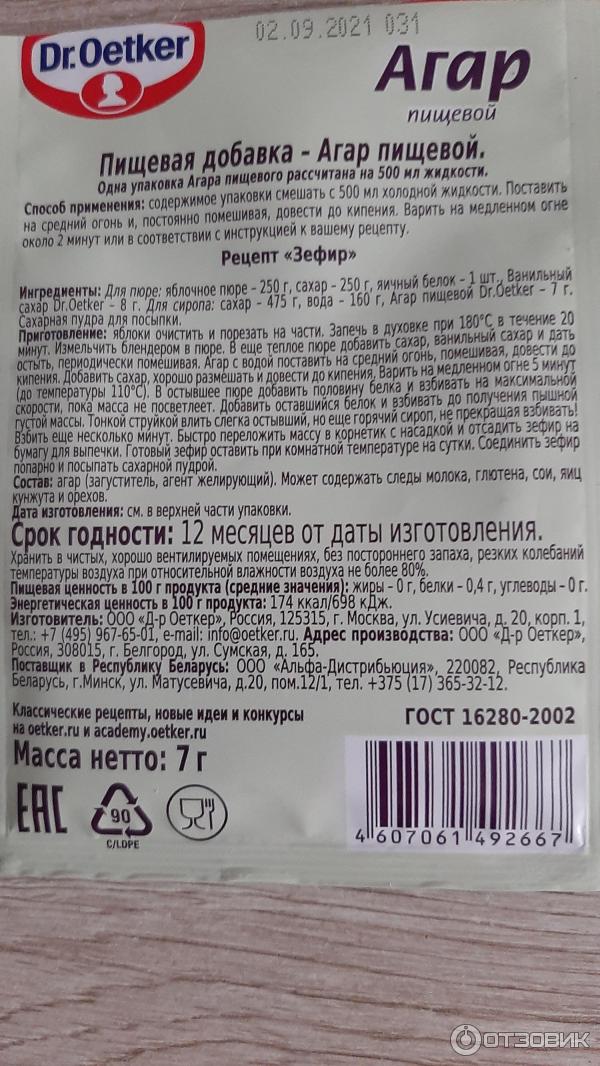 02.09.2021 031
Dr.Oetker
Агар
пищевой
Пищевая добавка – Агар пищевой.
Одна упаковка Агара пищевого рассчитана на 500 мл жидкости.
Способ применения: содержимое упаковки смешать с 500 мл холодной жидкости. Поставить
на средний огонь и, постоянно помешивая, довести до кипения. Варить на медленном огне
около 2 минут или в соответствии с инструкцией к вашему рецепту.
Рецепт «Зефир»
Ингредиенты: Для пюре: яблочное пюре – 250 г, сахар – 250 г, яичный белок – 1 шт., Ванильный
сахар Dr.Oetker – 8 г. Для сиропа: сахар – 475 г, вода – 160 г, Агар пищевой Dr.Oetker – 7 г.
Сахарная пудра для посыпки.
Приготовление: яблоки очистить и порезать на части. Запечь в духовке при 180°С в течение 20
минут. Измельчить блендером в пюре. В еще теплое пюре добавить сахар, ванильный сахар и дать
остыть, периодически помешивая. Агар с водой поставить на средний огонь, помешивая, довести до
кипения. Добавить сахар, хорошо размешать и довести до кипения, Варить на медленном огне 5 минут
(до температуры 110°С). В остывшее пюре добавить половину белка и взбивать на максимальной
скорости, пока масса не посветлеет. Добавить оставшийся белок и взбивать до получения пышной
густой массы. Тонкой струйкой влить слегка остывший, но еще горячий сироп, не прекращая взбивать!
Взбить еще несколько минут. Быстро переложить массу в корнетик с насадкой и отсадить зефир на
бумагу для выпечки. Готовый зефир оставить при комнатной температуре на сутки. Соединить зефир
попарно и посыпать сахарной пудрой.
Состав: агар (загуститель, агент желирующий). Может содержать следы молока, глютена, сои, яиц
кунжута и орехов.
Дата изготовления: см. в верхней части упаковки.
Срок годности: 12 месяцев от даты изготовления.
Хранить в чистых, хорошо вентилируемых помещениях, без постороннего запаха, резких колебаний
температуры воздуха при относительной влажности воздуха не более 80%.
Пищевая ценность в 100 г продукта (средние значения): жиры – 0 г, белки – 0,4 г, углеводы – 0 г.
Энергетическая ценность в 100 г продукта: 174 ккал/698 кДж.
Изготовитель: ООО «Д-р Оеткер», Россия, 125315, г. Москва, ул. Усиевича, д. 20, корп. 1,
тел.: +7 (495) 967-65-01, e-mail: info@oetker.ru. Адрес производства: ООО «Д-р Оеткер»,
Россия, 308015, г. Белгород, ул. Сумская, д. 165.
Поставщик в Республику Беларусь: ООО «Альфа-Дистрибьюция», 220082, Республика
Беларусь, г.Минск, ул. Матусевича, д.20, пом.12/1, тел. +375 (17) 365-32-12.
Классические рецепты, новые идеи и конкурсы
на oetker.ru и academy.oetker.ru
ГОСТ 16280-2002
Масса нетто: 7 г
EAC
90
C/LDPE
4 607061 492667
ОТЗОВИК